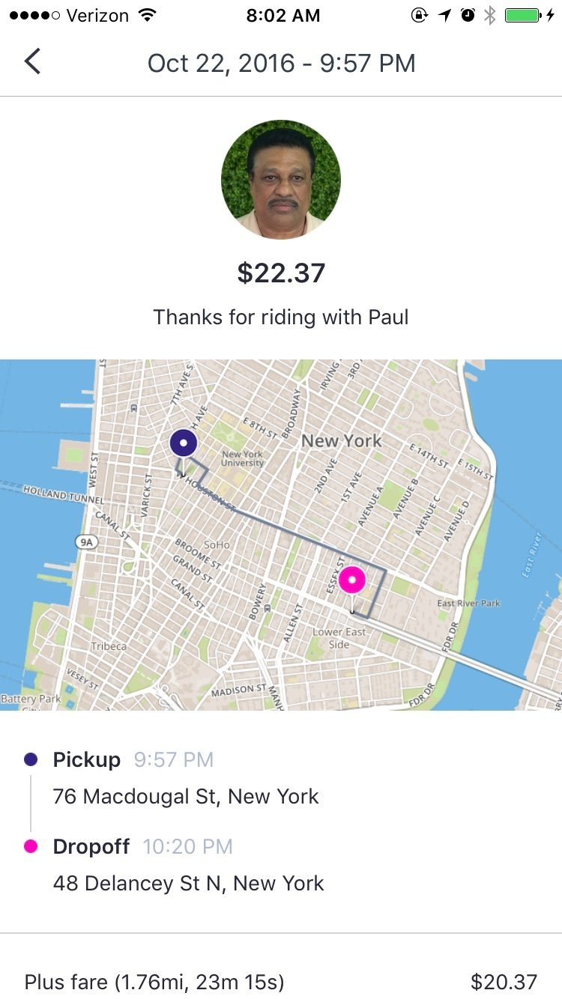 Verizon 8:02 AM
Oct 22, 2016 - 9:57 PM
$22.37
Thanks for riding with Paul
ST
7TH AVE S
IRVING
3RD
BROADWAY
H AVE
E 8TH ST
New York
New York
University
E 14TH ST
E 15TH ST
WEST ST
2ND AVE
1ST AVE
AVENUE A
AVENUE B
AVENUE C
AVENUE D
HOUSTON ST
VARICK ST
HOLLAND TUNNEL
CANAL ST
9A
SoHo
BROOME ST
GRAND ST
CANAL ST
ESSEX ST
East River
BOWERY
ALLEN ST
East River Park
Lower East
Side
FDR DR
Tribeca
VESEY ST
MADISON ST
MANH
FDR DR
Battery Park
City
Pickup 9:57 PM
76 Macdougal St, New York
Dropoff 10:20 PM
48 Delancey St N, New York
Plus fare (1.76mi, 23m 15s) $20.37